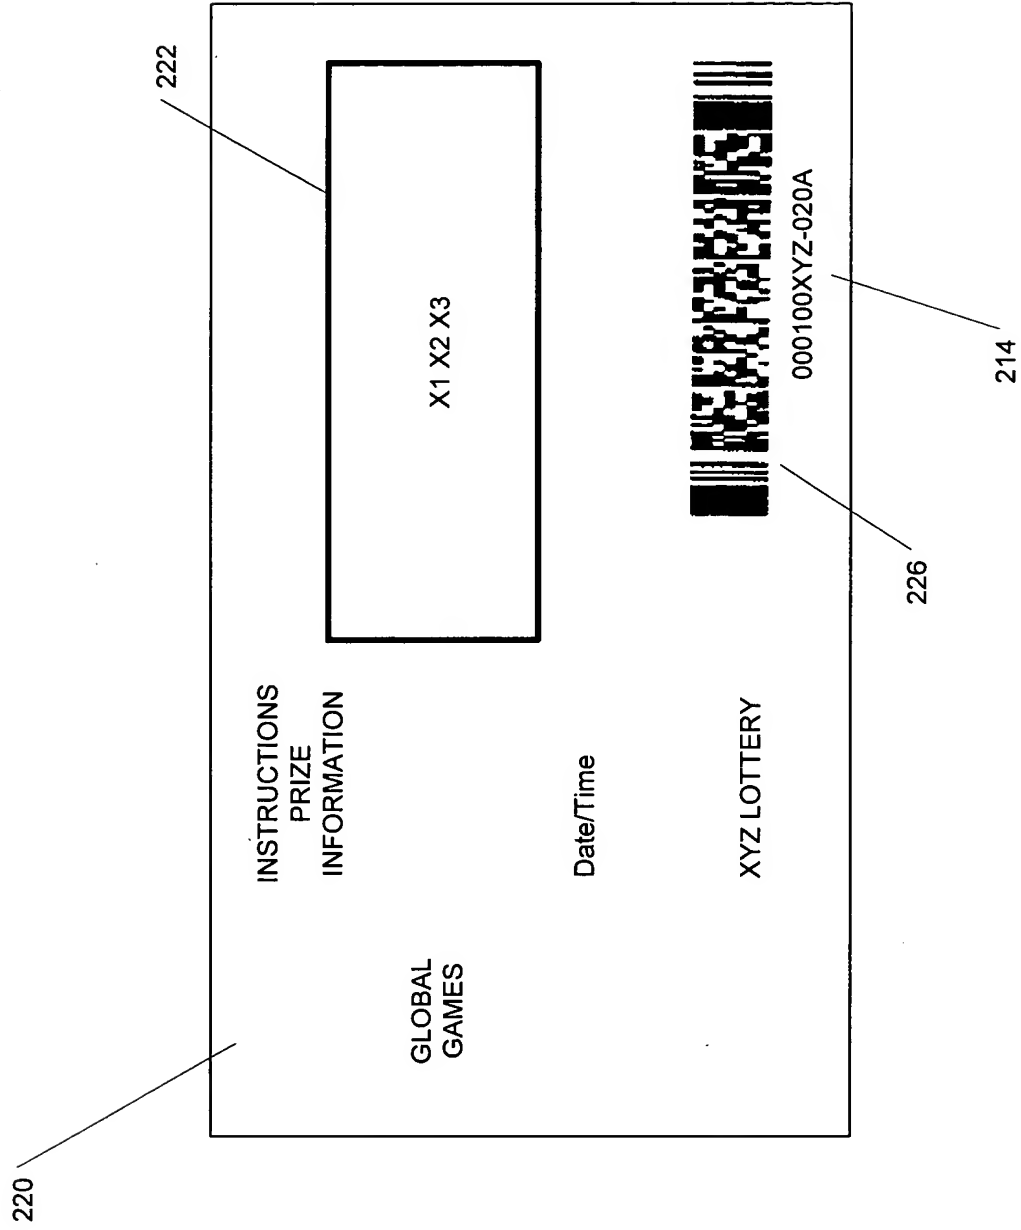 220
222
INSTRUCTIONS
PRIZE
INFORMATION
GLOBAL
GAMES
X1 X2 X3
Date/Time
XYZ LOTTERY
000100XYZ-020A
226
214